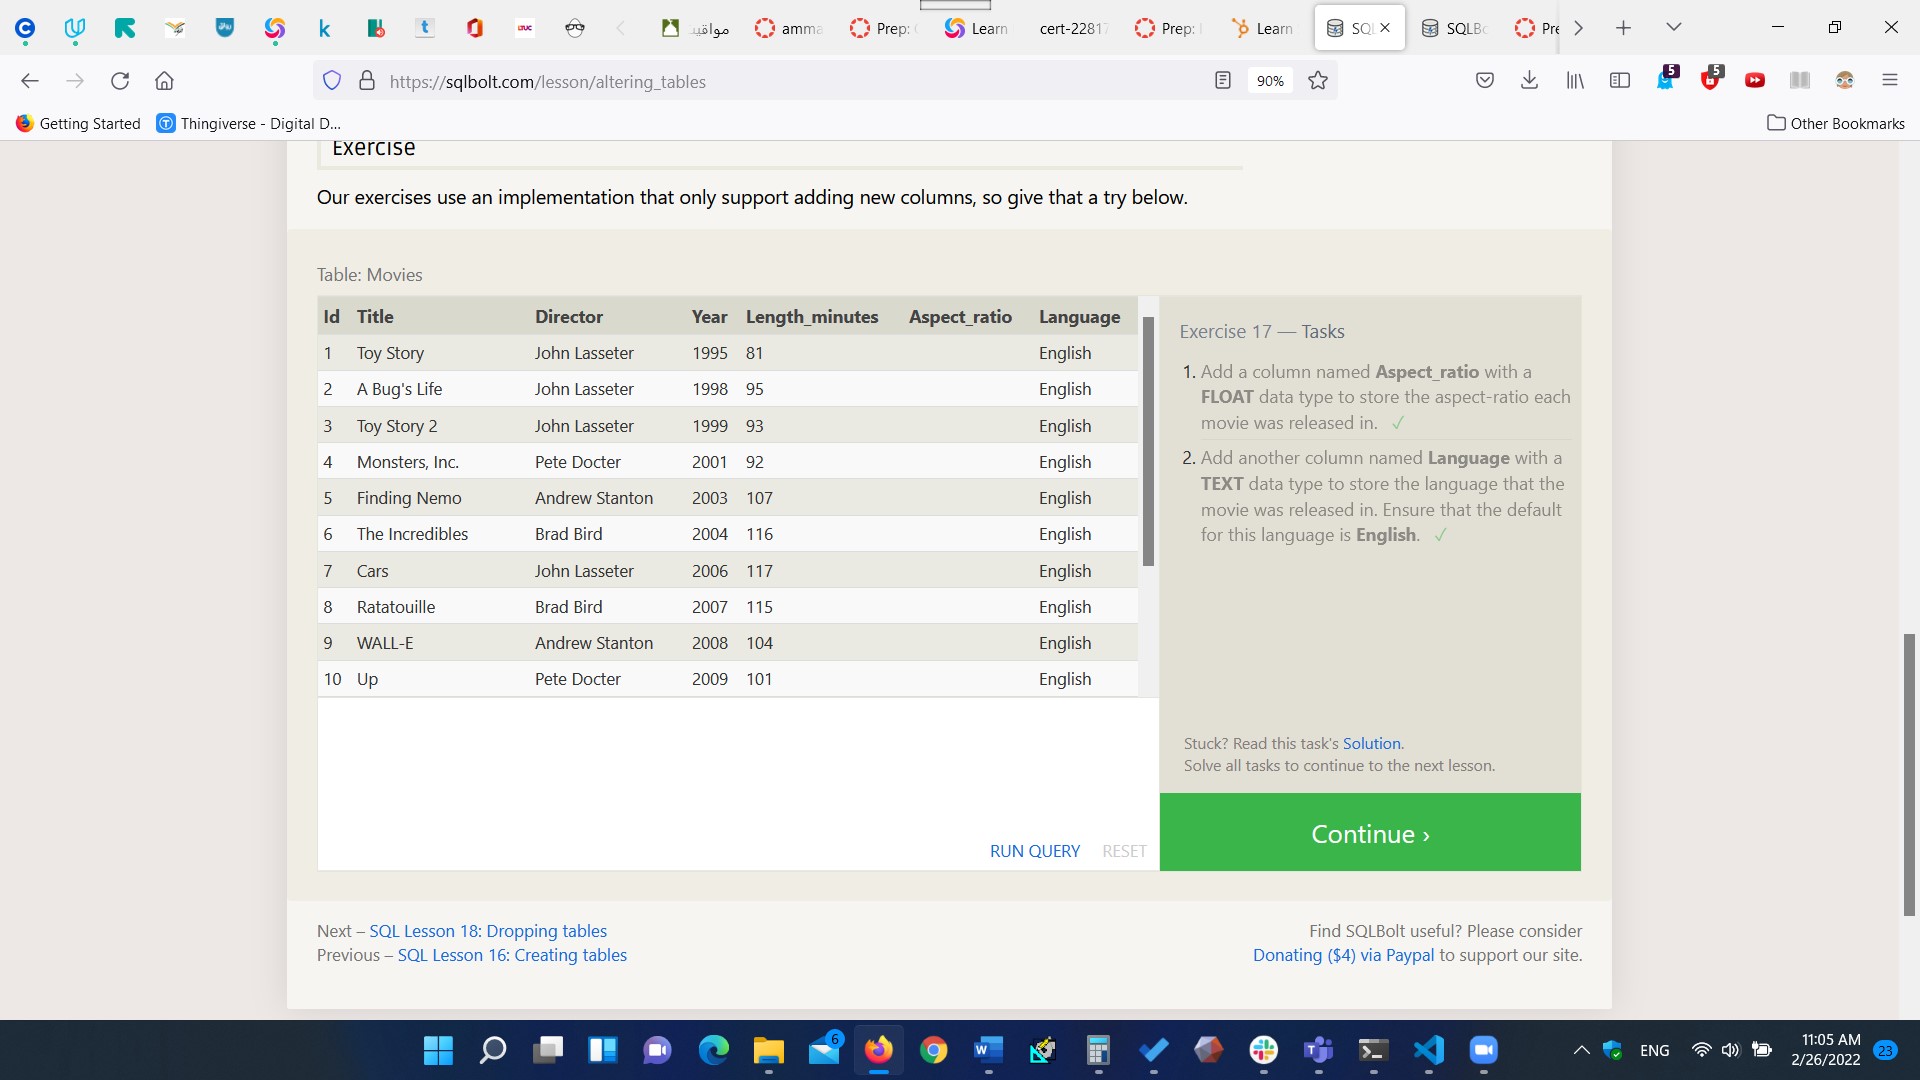 مواقيت
amma
Prep: 
Learn
cert-22817
Prep:
Learn
SQL
SQLBo
Pre
https://sqlbolt.com/lesson/altering_tables
90%
5
5
Getting Started
Thingiverse - Digital D...
Other Bookmarks
Exercise
Our exercises use an implementation that only support adding new columns, so give that a try below.
Table: Movies
Id Title Director Year Length_minutes Aspect_ratio Language
1 Toy Story John Lasseter 1995 81 English
2 A Bug's Life John Lasseter 1998 95 English
3 Toy Story 2 John Lasseter 1999 93 English
4 Monsters, Inc. Pete Docter 2001 92 English
5 Finding Nemo Andrew Stanton 2003 107 English
6 The Incredibles Brad Bird 2004 116 English
7 Cars John Lasseter 2006 117 English
8 Ratatouille Brad Bird 2007 115 English
9 WALL-E Andrew Stanton 2008 104 English
10 Up Pete Docter 2009 101 English
RUN QUERY RESET
Exercise 17 — Tasks
1. Add a column named Aspect_ratio with a
FLOAT data type to store the aspect-ratio each
movie was released in. ✓
2. Add another column named Language with a
TEXT data type to store the language that the
movie was released in. Ensure that the default
for this language is English. ✓
Stuck? Read this task's Solution.
Solve all tasks to continue to the next lesson.
Continue ›
Next – SQL Lesson 18: Dropping tables
Previous – SQL Lesson 16: Creating tables
Find SQLBolt useful? Please consider
Donating ($4) via Paypal to support our site.
6
ENG
11:05 AM
2/26/2022
23